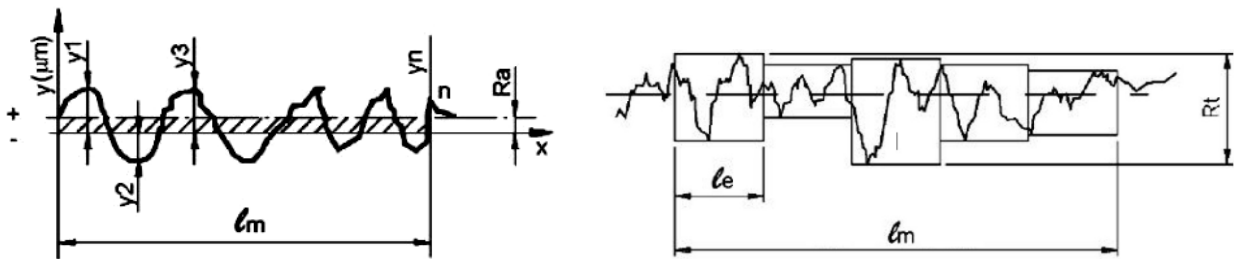 y(µm)
+
-
y1
y2
y3
yn
n
Ra
x
ℓm
Rt
ℓe
ℓm